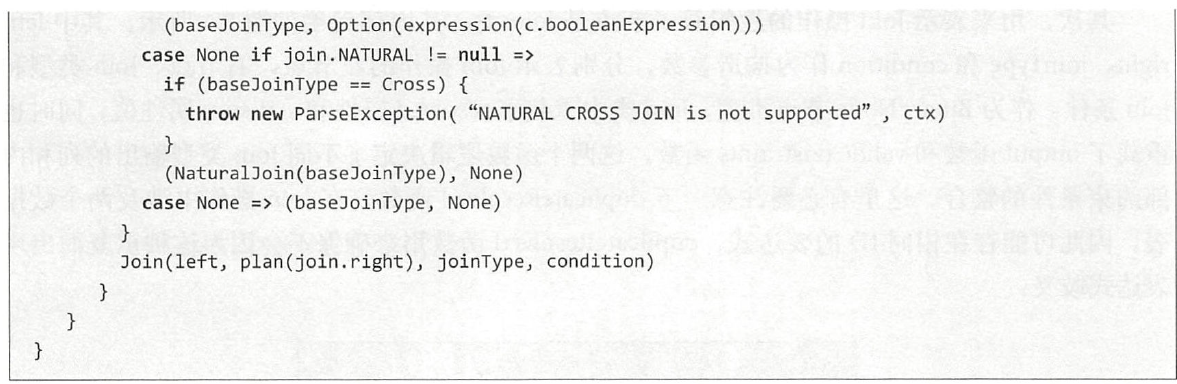 (baseJoinType, Option(expression(c.booleanExpression)))
case None if join.NATURAL != null =>
if (baseJoinType == Cross) {
throw new ParseException( “NATURAL CROSS JOIN is not supported” , ctx)
}
(NaturalJoin(baseJoinType), None)
case None => (baseJoinType, None)
}
Join(left, plan(join.right), joinType, condition)
}
}
}